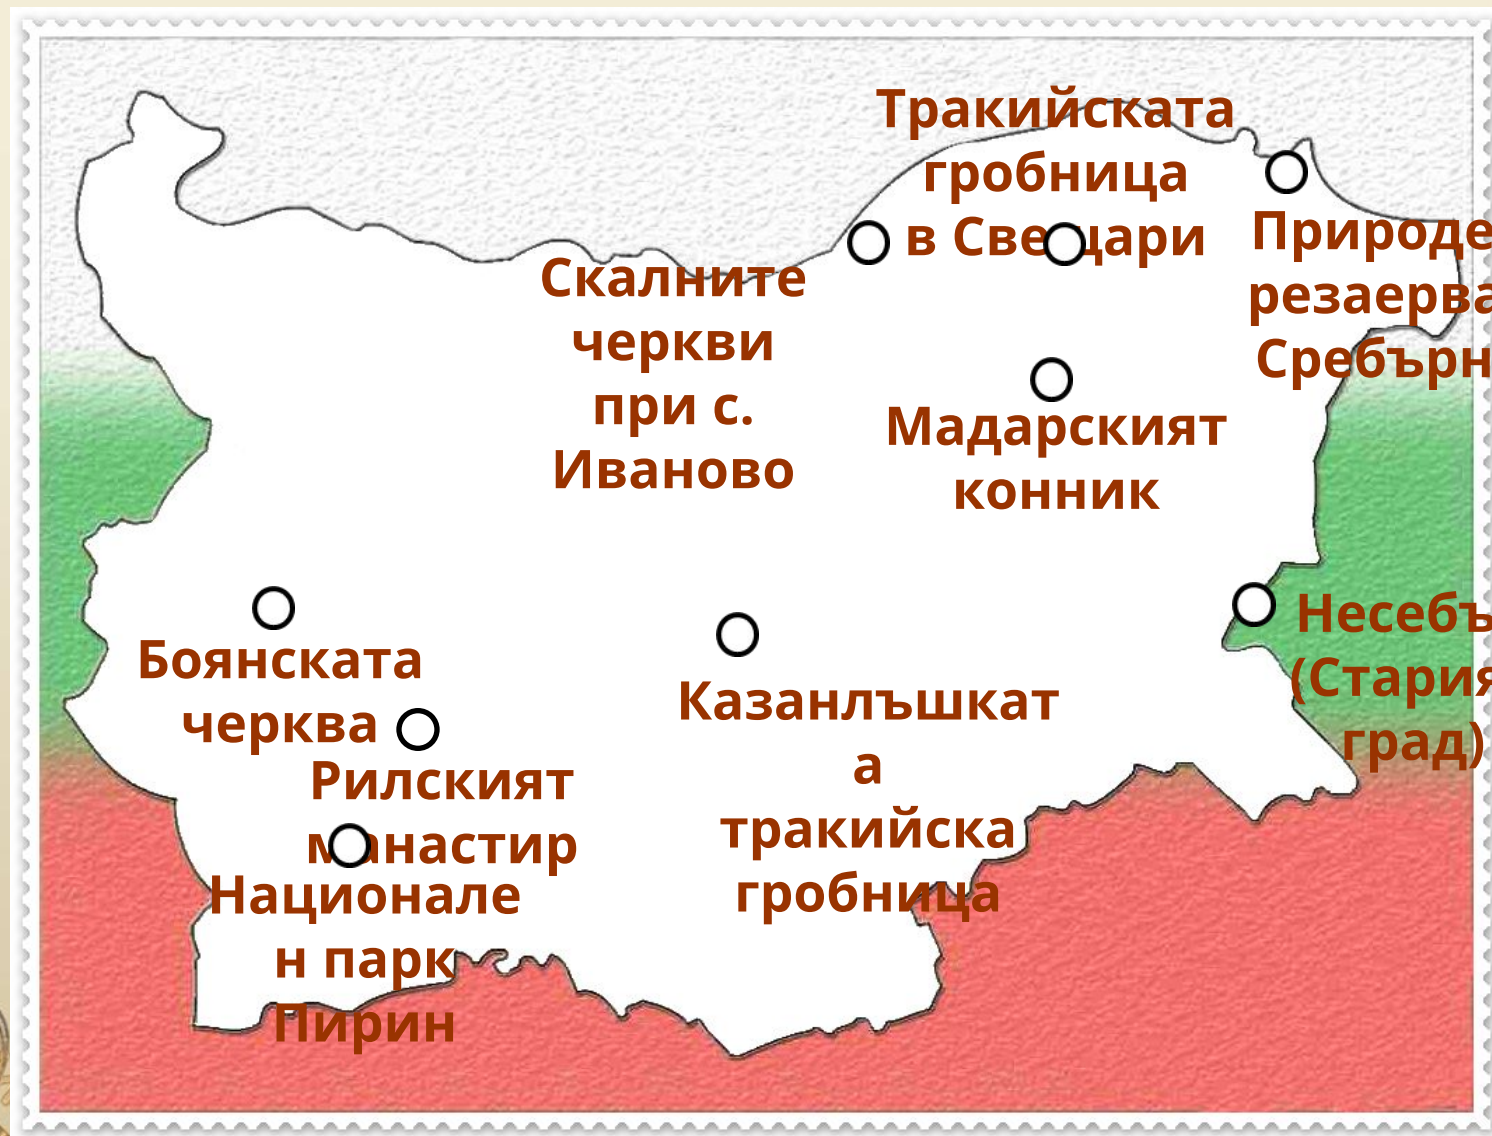 Тракийската
гробница
в Свещари
Природе
резаерва
Сребърн
Скалните
черкви
при с.
Иваново
Мадарският
конник
Несебъ
(Стария
град)
Боянската
черква
Казанлъшкат
а
тракийска
гробница
Рилският
манастир
Национале
н парк
Пирин